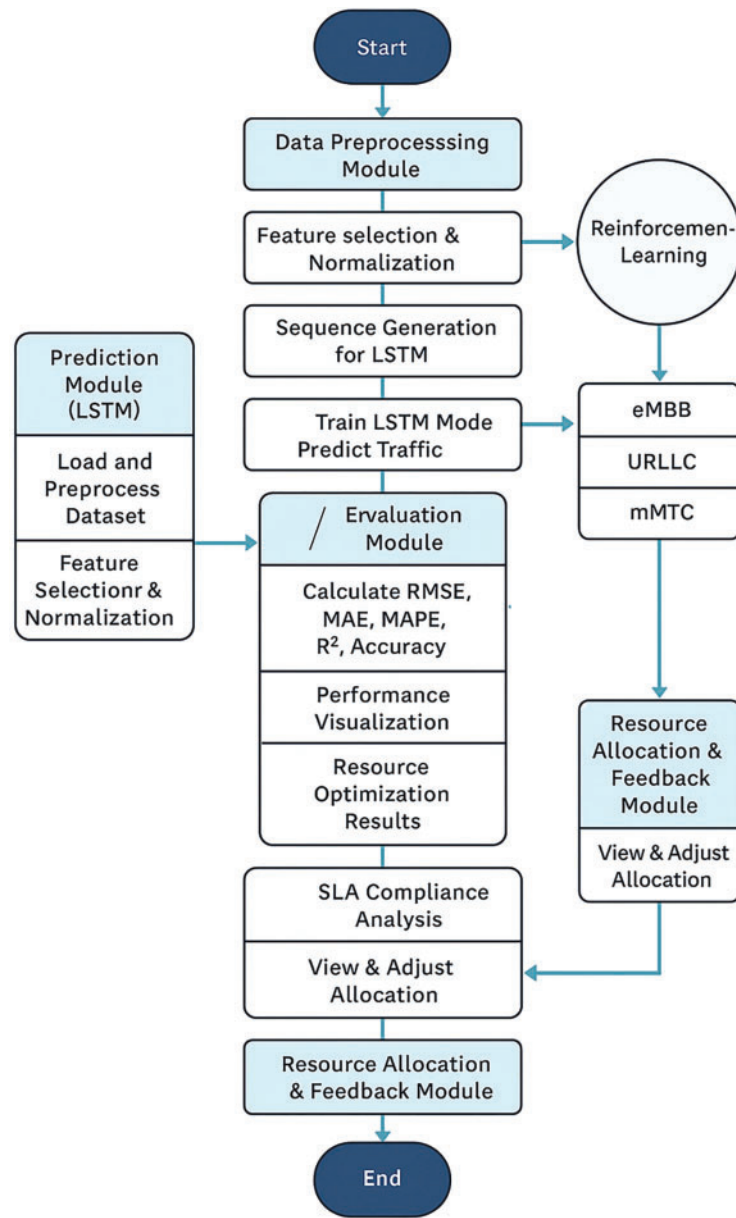 Start
Data Preprocesssing
Module
Feature selection &
Normalization
Reinforcemen-
Learning
Sequence Generation
for LSTM
Prediction
Module
(LSTM)
Load and
Preprocess
Dataset
Feature
Selectionr &
Normalization
Train LSTM Mode
Predict Traffic
eMBB
URLLC
mMTC
/ Ervaluation
Module
Calculate RMSE,
MAE, MAPE,
R², Accuracy
Performance
Visualization
Resource
Optimization
Results
Resource
Allocation &
Feedback
Module
View & Adjust
Allocation
SLA Compliance
Analysis
View & Adjust
Allocation
Resource Allocation
& Feedback Module
End